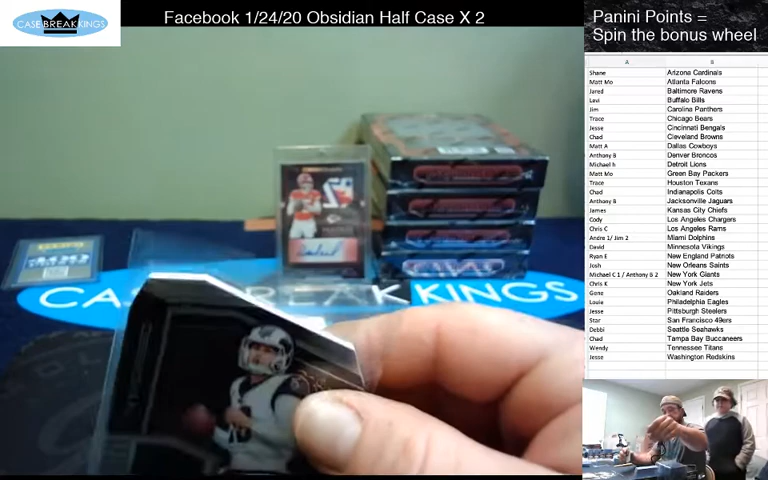 CASE BREAK KINGS
Facebook 1/24/20 Obsidian Half Case X 2
Panini Points =
Spin the bonus wheel
A B
Shane Arizona Cardinals
Matt Mo Atlanta Falcons
Jared Baltimore Ravens
Levi Buffalo Bills
Jim Carolina Panthers
Trace Chicago Bears
Jesse Cincinnati Bengals
Chad Cleveland Browns
Matt A Dallas Cowboys
Anthony B Denver Broncos
Michael h Detroit Lions
Matt Mo Green Bay Packers
Trace Houston Texans
Chad Indianapolis Colts
Anthony B Jacksonville Jaguars
James Kansas City Chiefs
Cody Los Angeles Chargers
Chris C Los Angeles Rams
Andro 1/ Jim 2 Miami Dolphins
David Minnesota Vikings
Ryan E New England Patriots
Josh New Orleans Saints
Michael C 1 / Anthony B 2 New York Giants
Chris K New York Jets
Gone Oakland Raiders
Louie Philadelphia Eagles
Jesse Pittsburgh Steelers
Star San Francisco 49ers
Debbi Seattle Seahawks
Chad Tampa Bay Buccaneers
Wendy Tennessee Titans
Jesse Washington Redskins
CA BREAK KINGS